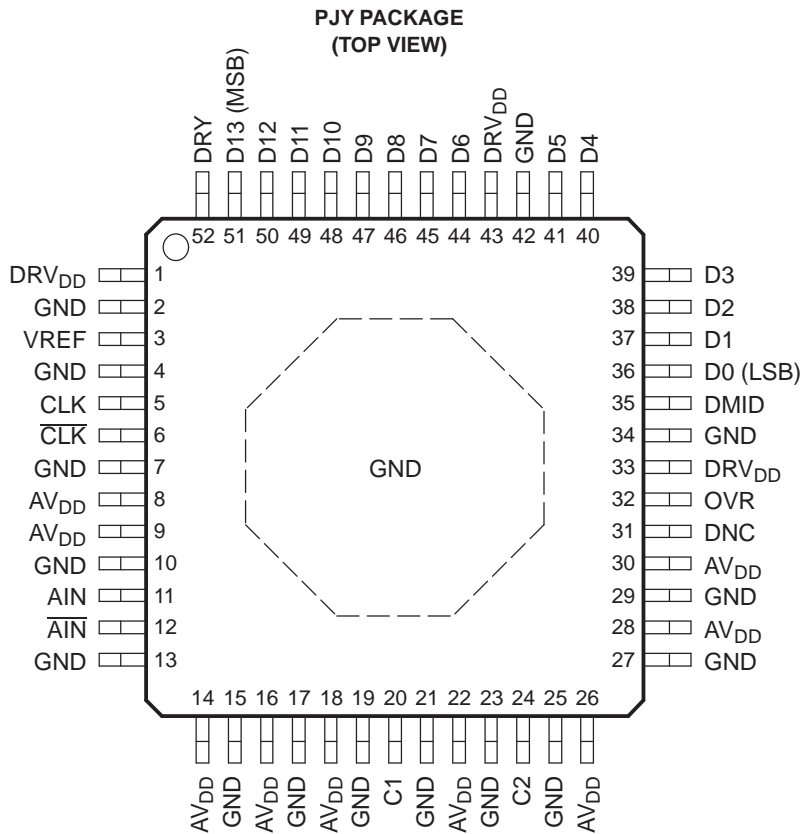 PJY PACKAGE
(TOP VIEW)
DRY
D13 (MSB)
D12
D11
D10
D9
D8
D7
D6
DRVDD
GND
D5
D4
52 51 50 49 48 47 46 45 44 43 42 41 40
DRVDD 1
GND 2
VREF 3
GND 4
CLK 5
CLK 6
GND 7
AVDD 8
AVDD 9
GND 10
AIN 11
AIN 12
GND 13
GND
39 D3
38 D2
37 D1
36 D0 (LSB)
35 DMID
34 GND
33 DRVDD
32 OVR
31 DNC
30 AVDD
29 GND
28 AVDD
27 GND
14 15 16 17 18 19 20 21 22 23 24 25 26
AVDD
GND
AVDD
GND
AVDD
GND
C1
GND
AVDD
GND
C2
GND
AVDD